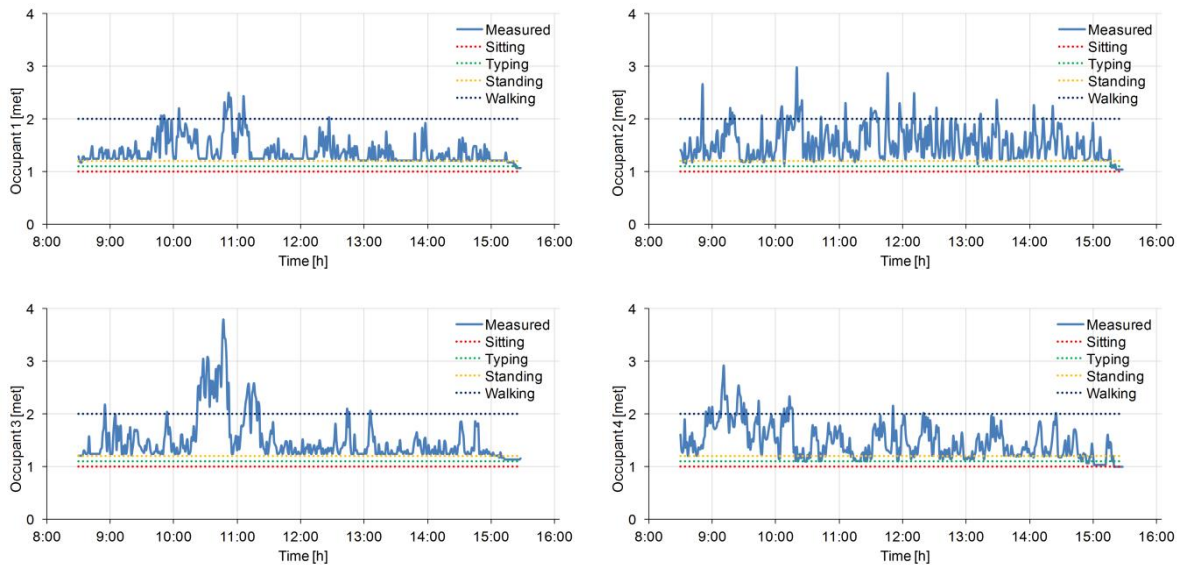 4
3
2
1
0
Occupant 1 [met]
Measured
Sitting
Typing
Standing
Walking
8:00 9:00 10:00 11:00 12:00 13:00 14:00 15:00 16:00
Time [h]
4
3
2
1
0
Occupant 2 [met]
Measured
Sitting
Typing
Standing
Walking
8:00 9:00 10:00 11:00 12:00 13:00 14:00 15:00 16:00
Time [h]
4
3
2
1
0
Occupant 3 [met]
Measured
Sitting
Typing
Standing
Walking
8:00 9:00 10:00 11:00 12:00 13:00 14:00 15:00 16:00
Time [h]
4
3
2
1
0
Occupant 4 [met]
Measured
Sitting
Typing
Standing
Walking
8:00 9:00 10:00 11:00 12:00 13:00 14:00 15:00 16:00
Time [h]